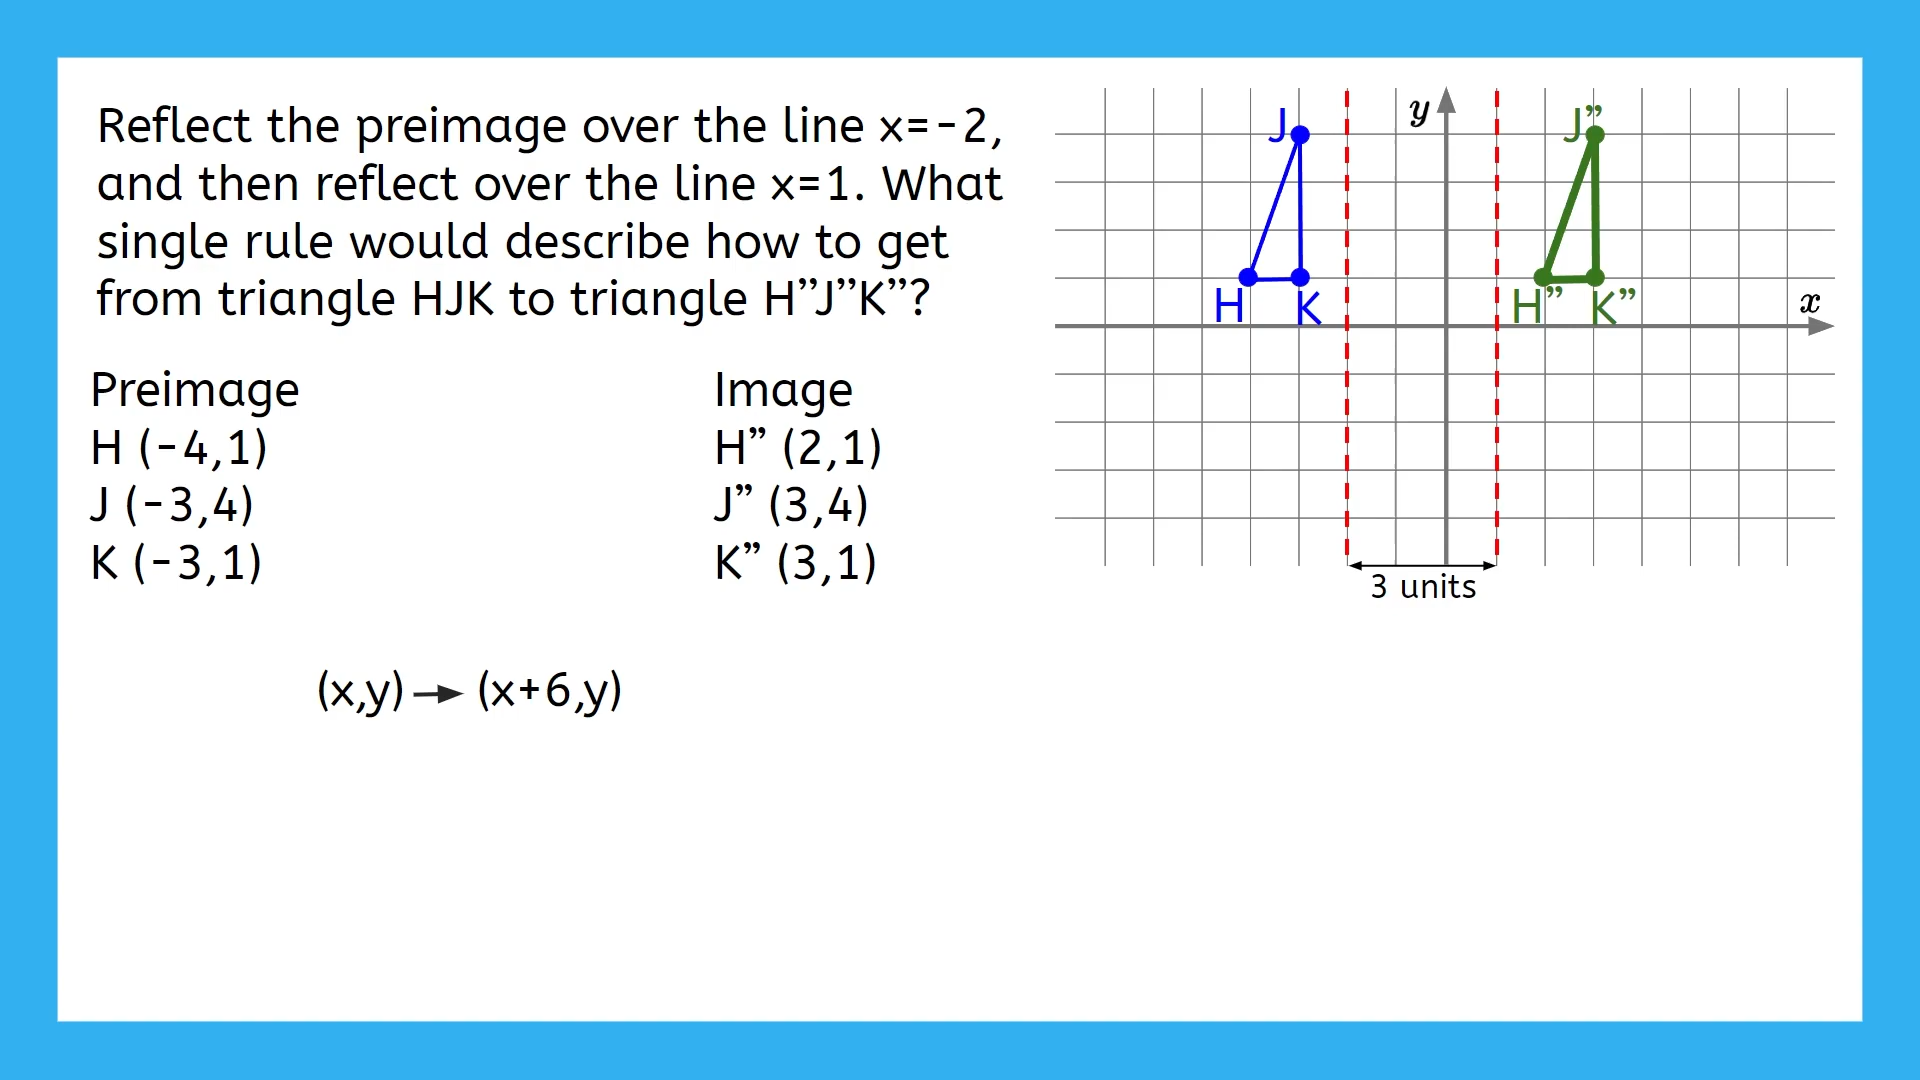 Reflect the preimage over the line x=-2,
and then reflect over the line x=1. What
single rule would describe how to get
from triangle HJK to triangle H”J”K”?
Preimage
H (-4,1)
J (-3,4)
K (-3,1)
Image
H” (2,1)
J” (3,4)
K” (3,1)
(x,y) → (x+6,y)
y
J
J”
H
K
H”
K”
x
3 units